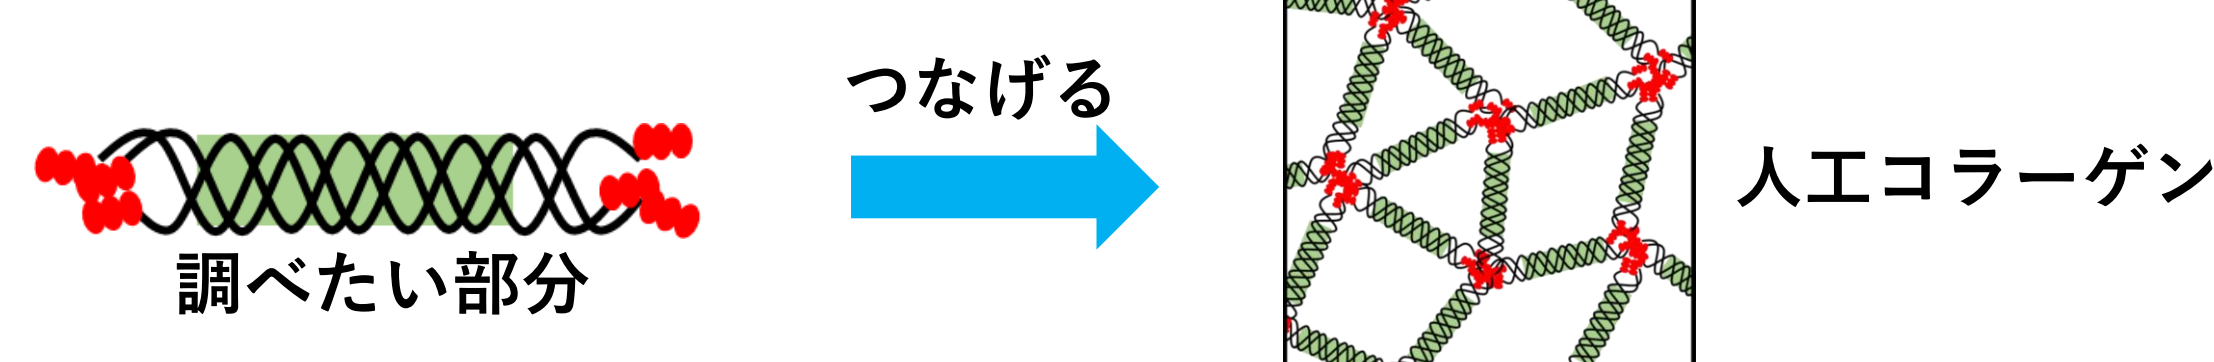 調べたい部分
つなげる
人工コラーゲン